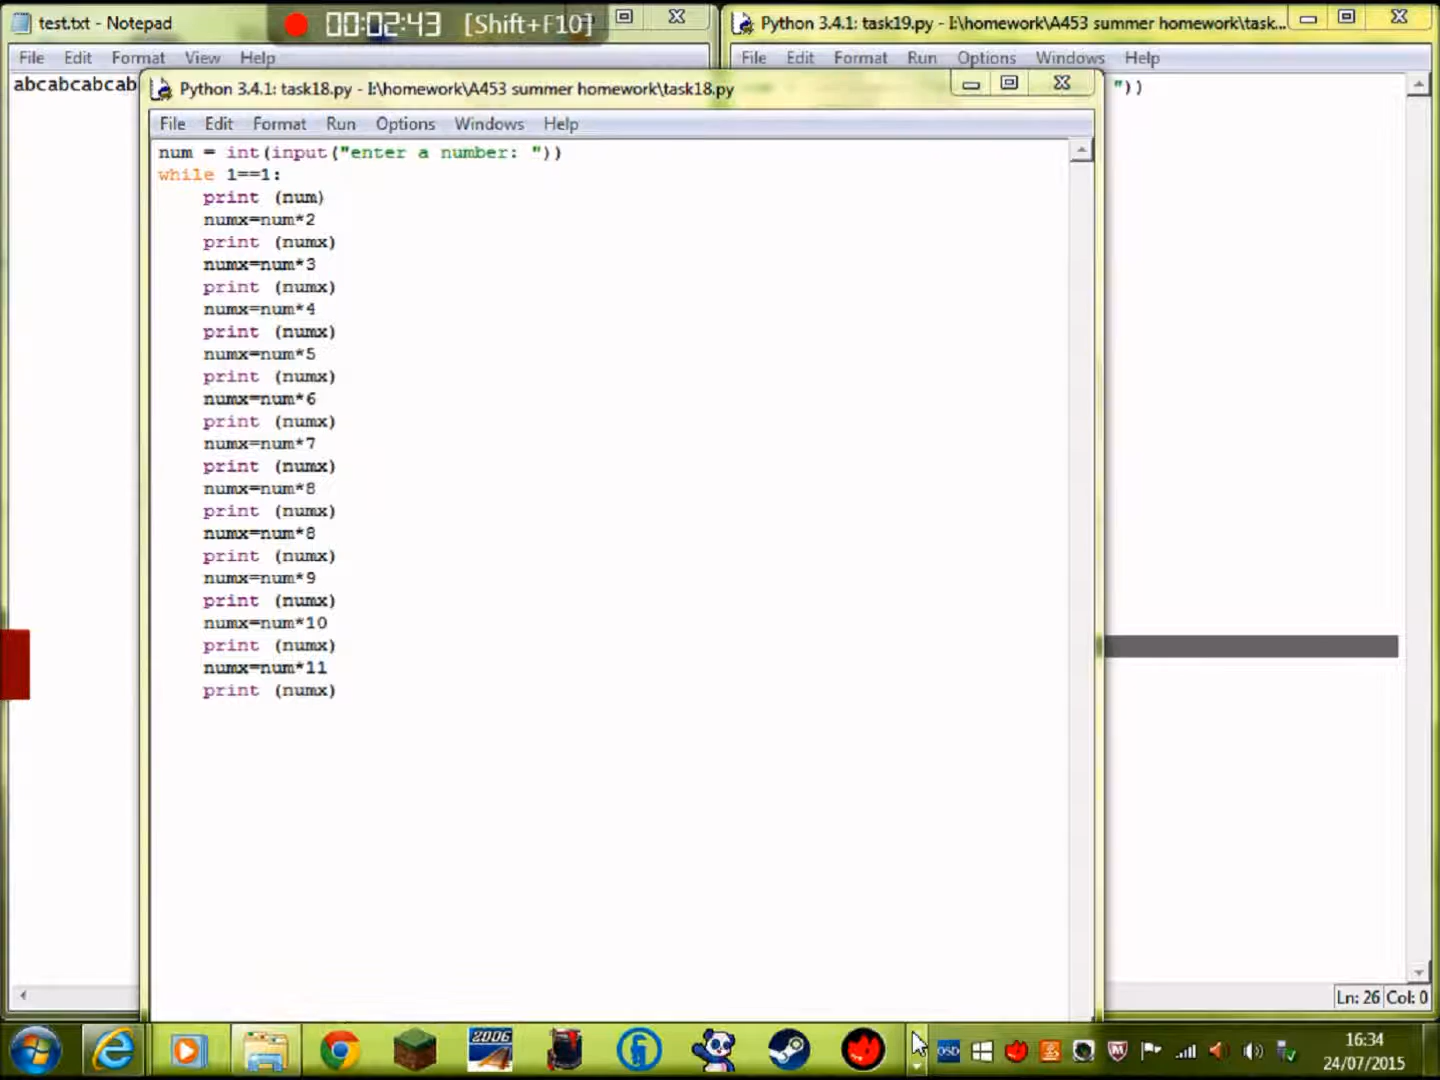 test.txt - Notepad
00:02:43 [Shift+F10]
Python 3.4.1: task19.py - I:\homework\A453 summer homework\task...
File Edit Format View Help
File Edit Format Run Options Windows Help
abcabcabcab
"))
Python 3.4.1: task18.py - I:\homework\A453 summer homework\task18.py
File Edit Format Run Options Windows Help
num = int(input("enter a number: "))
while 1==1:
print (num)
numx=num*2
print (numx)
numx=num*3
print (numx)
numx=num*4
print (numx)
numx=num*5
print (numx)
numx=num*6
print (numx)
numx=num*7
print (numx)
numx=num*8
print (numx)
numx=num*8
print (numx)
numx=num*9
print (numx)
numx=num*10
print (numx)
numx=num*11
print (numx)
Ln: 26 Col: 0
2006
OSD
16:34
24/07/2015